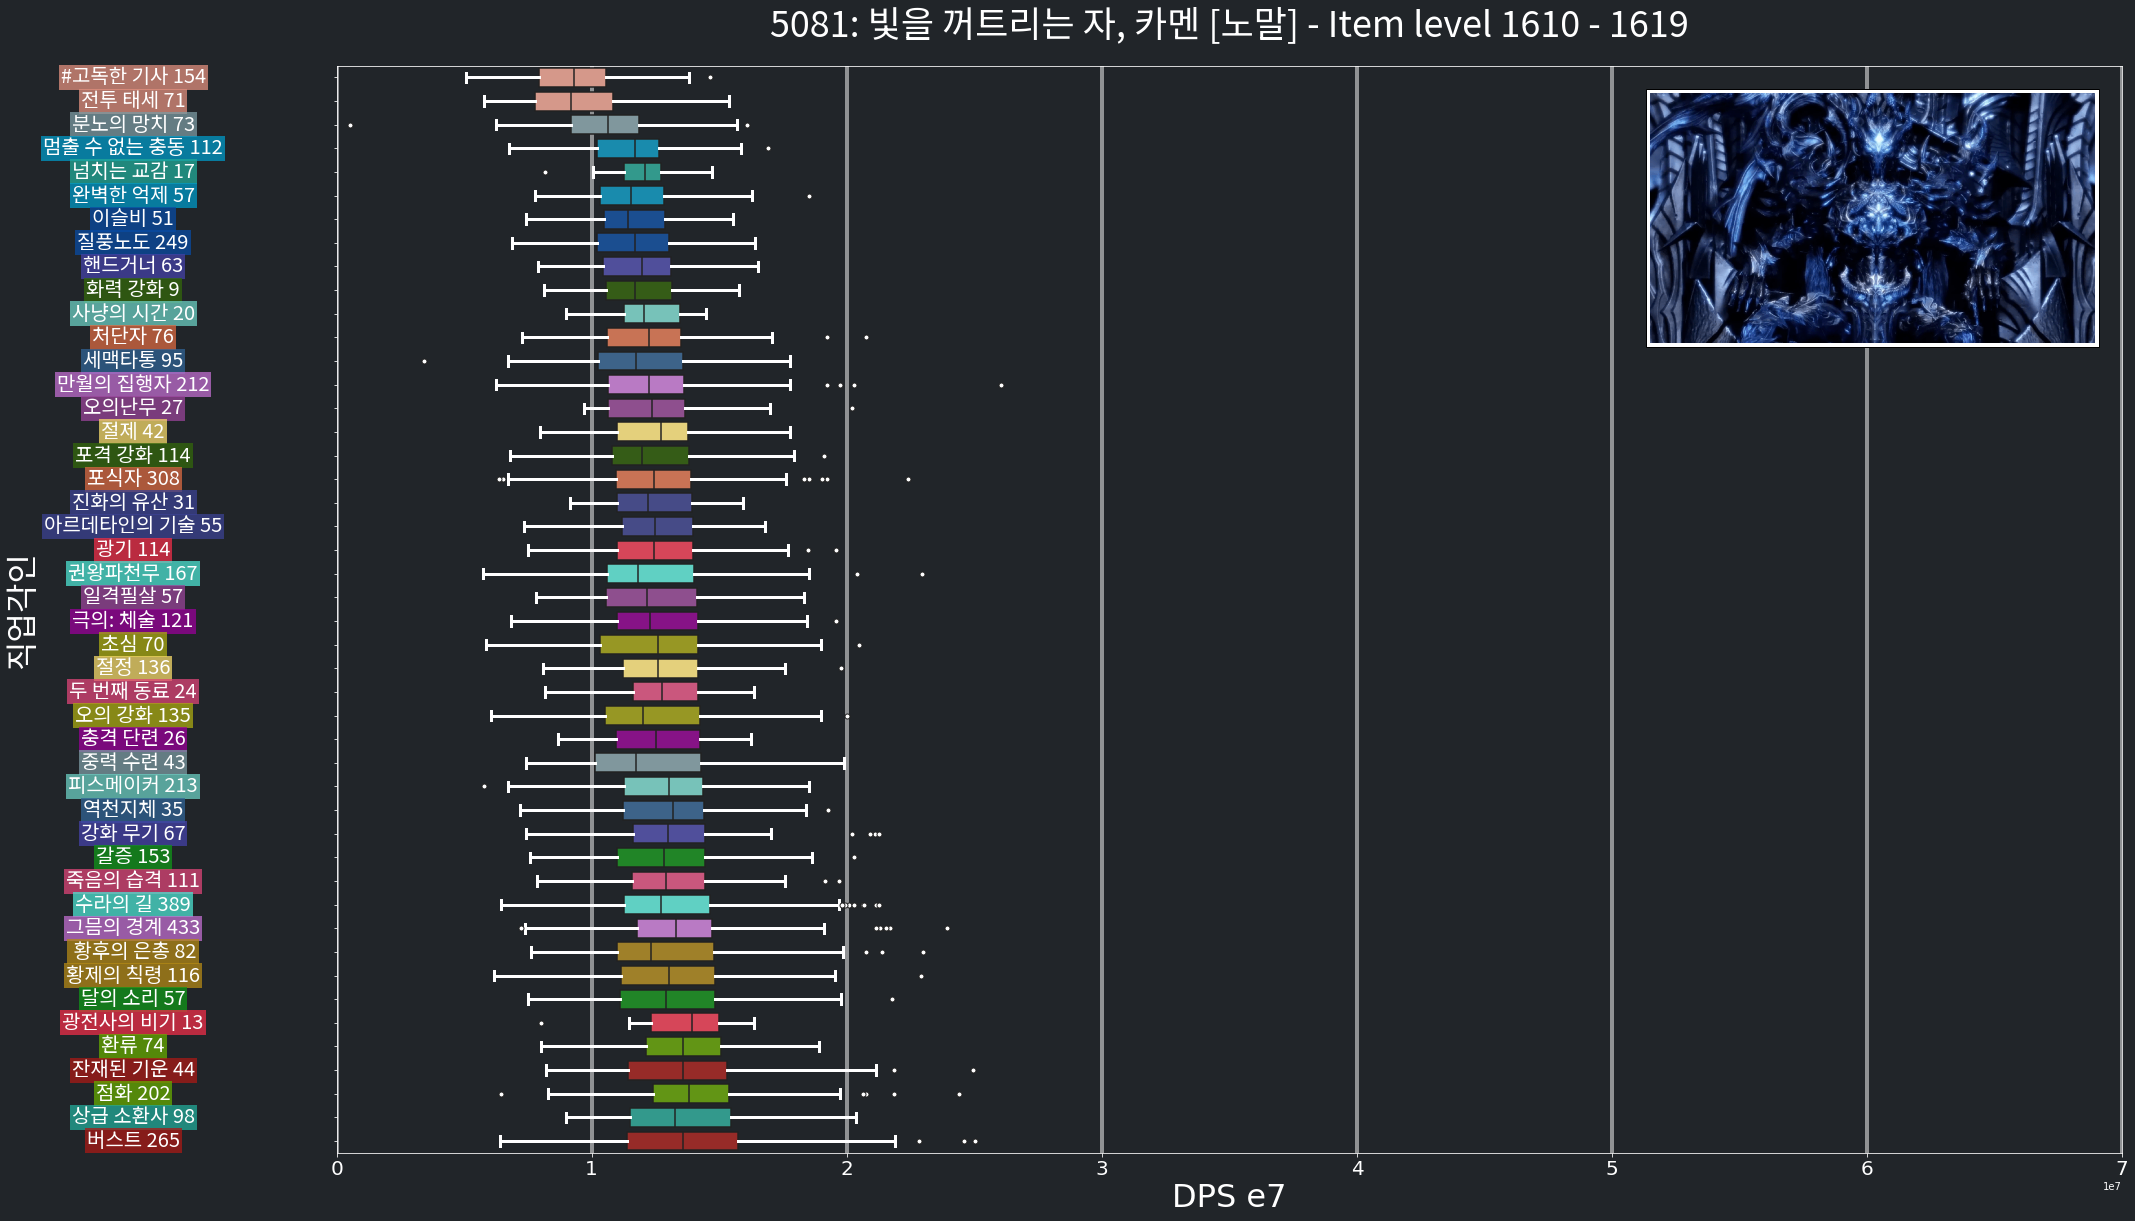 5081: 빛을 꺼트리는 자, 카멘 [노말] - Item level 1610 - 1619
#고독한 기사 154
전투 태세 71
분노의 망치 73
멈출 수 없는 충동 112
넘치는 교감 17
완벽한 억제 57
이슬비 51
질풍노도 249
핸드거너 63
화력 강화 9
사냥의 시간 20
처단자 76
세맥타통 95
만월의 집행자 212
오의난무 27
절제 42
포격 강화 114
포식자 308
진화의 유산 31
아르데타인의 기술 55
광기 114
권왕파천무 167
일격필살 57
극의: 체술 121
초심 70
절정 136
두 번째 동료 24
오의 강화 135
충격 단련 26
중력 수련 43
피스메이커 213
역천지체 35
강화 무기 67
갈증 153
죽음의 습격 111
수라의 길 389
그믐의 경계 433
황후의 은총 82
황제의 칙령 116
달의 소리 57
광전사의 비기 13
환류 74
잔재된 기운 44
점화 202
상급 소환사 98
버스트 265
직업각인
0 1 2 3 4 5 6 7
1e7
DPS e7